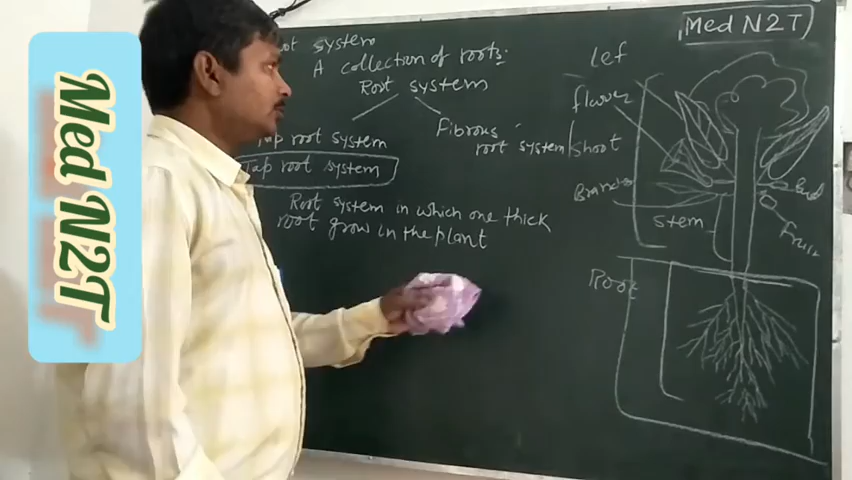 Med N2T
root system
A collection of roots.
Root system
Tap root system
Fibrous
root system
Tap root system
Root system in which one thick
root grow in the plant
Med N2T
lef
flower
shoot
Branch
Stem
Bud
Fruit
Root